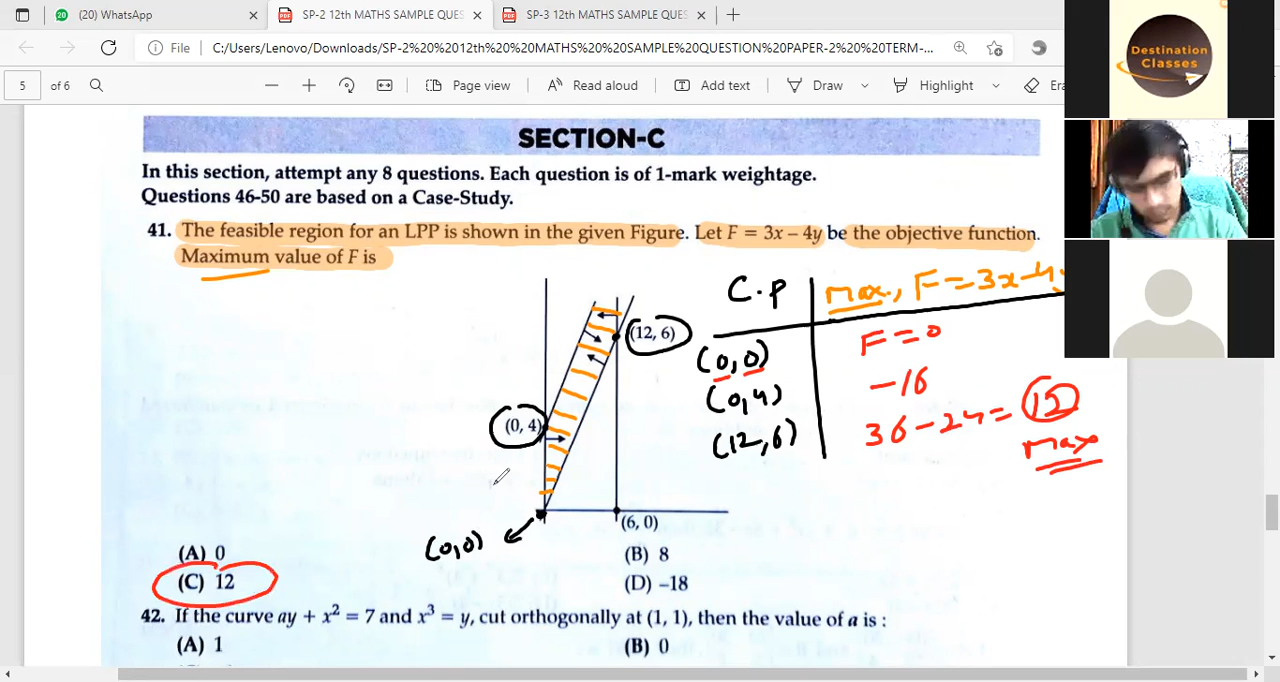 (20) WhatsApp
SP-2 12th MATHS SAMPLE QUES
SP-3 12th MATHS SAMPLE QUES
File
C:/Users/Lenovo/Downloads/SP-2%20%2012th%20%20MATHS%20%20SAMPLE%20QUESTION%20PAPER-2%20%20TERM-...
5 of 6
Page view
Read aloud
Add text
Draw
Highlight
Era
Destination
Classes
SECTION-C
In this section, attempt any 8 questions. Each question is of 1-mark weightage.
Questions 46-50 are based on a Case-Study.
41. The feasible region for an LPP is shown in the given Figure. Let F = 3x – 4y be the objective function.
Maximum value of F is
C.P
max., F = 3x-4y
(12, 6)
F = 0
(0, 0)
-16
(0,4)
(0, 4)
36-24 = 12
(12,6)
max
(6, 0)
(0,0)
(A) 0
(B) 8
(C) 12
(D) –18
42. If the curve ay + x² = 7 and x³ = y, cut orthogonally at (1, 1), then the value of a is :
(A) 1
(B) 0